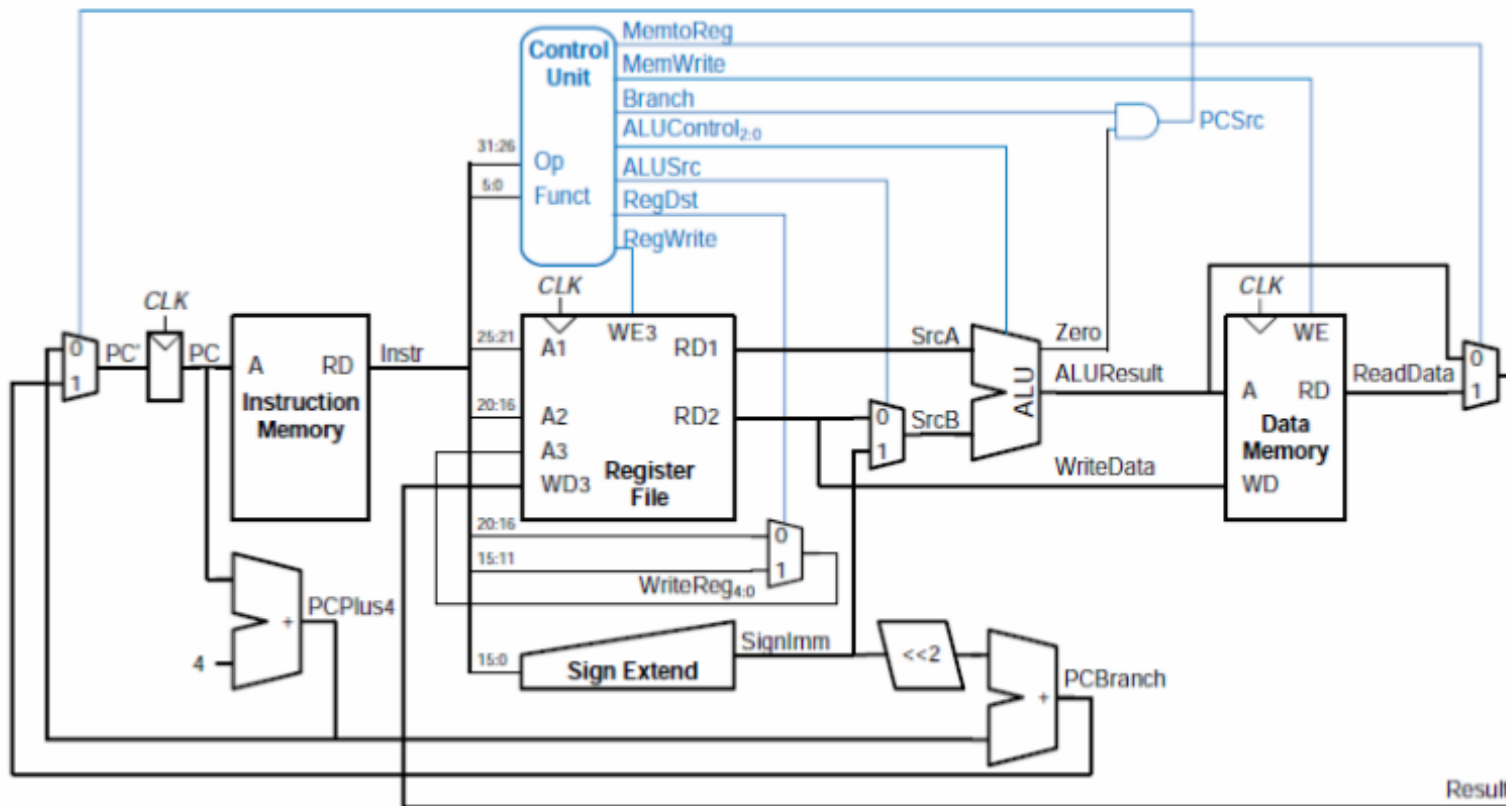 MemtoReg
Control
Unit
MemWrite
Branch
ALUControl2:0
PCSrc
31:26
Op
ALUSrc
5:0
Funct
RegDst
RegWrite
CLK
CLK
CLK
0
1
PC'
PC
A
RD
Instruction
Memory
Instr
25:21
A1
WE3
RD1
20:16
A2
RD2
A3
WD3
Register
File
SrcA
0
1
SrcB
ALU
Zero
ALUResult
WriteData
WE
A
RD
Data
Memory
WD
ReadData
0
1
20:16
15:11
0
1
WriteReg4:0
PCPlus4
+
4
15:0
Sign Extend
SignImm
<<2
+
PCBranch
Result